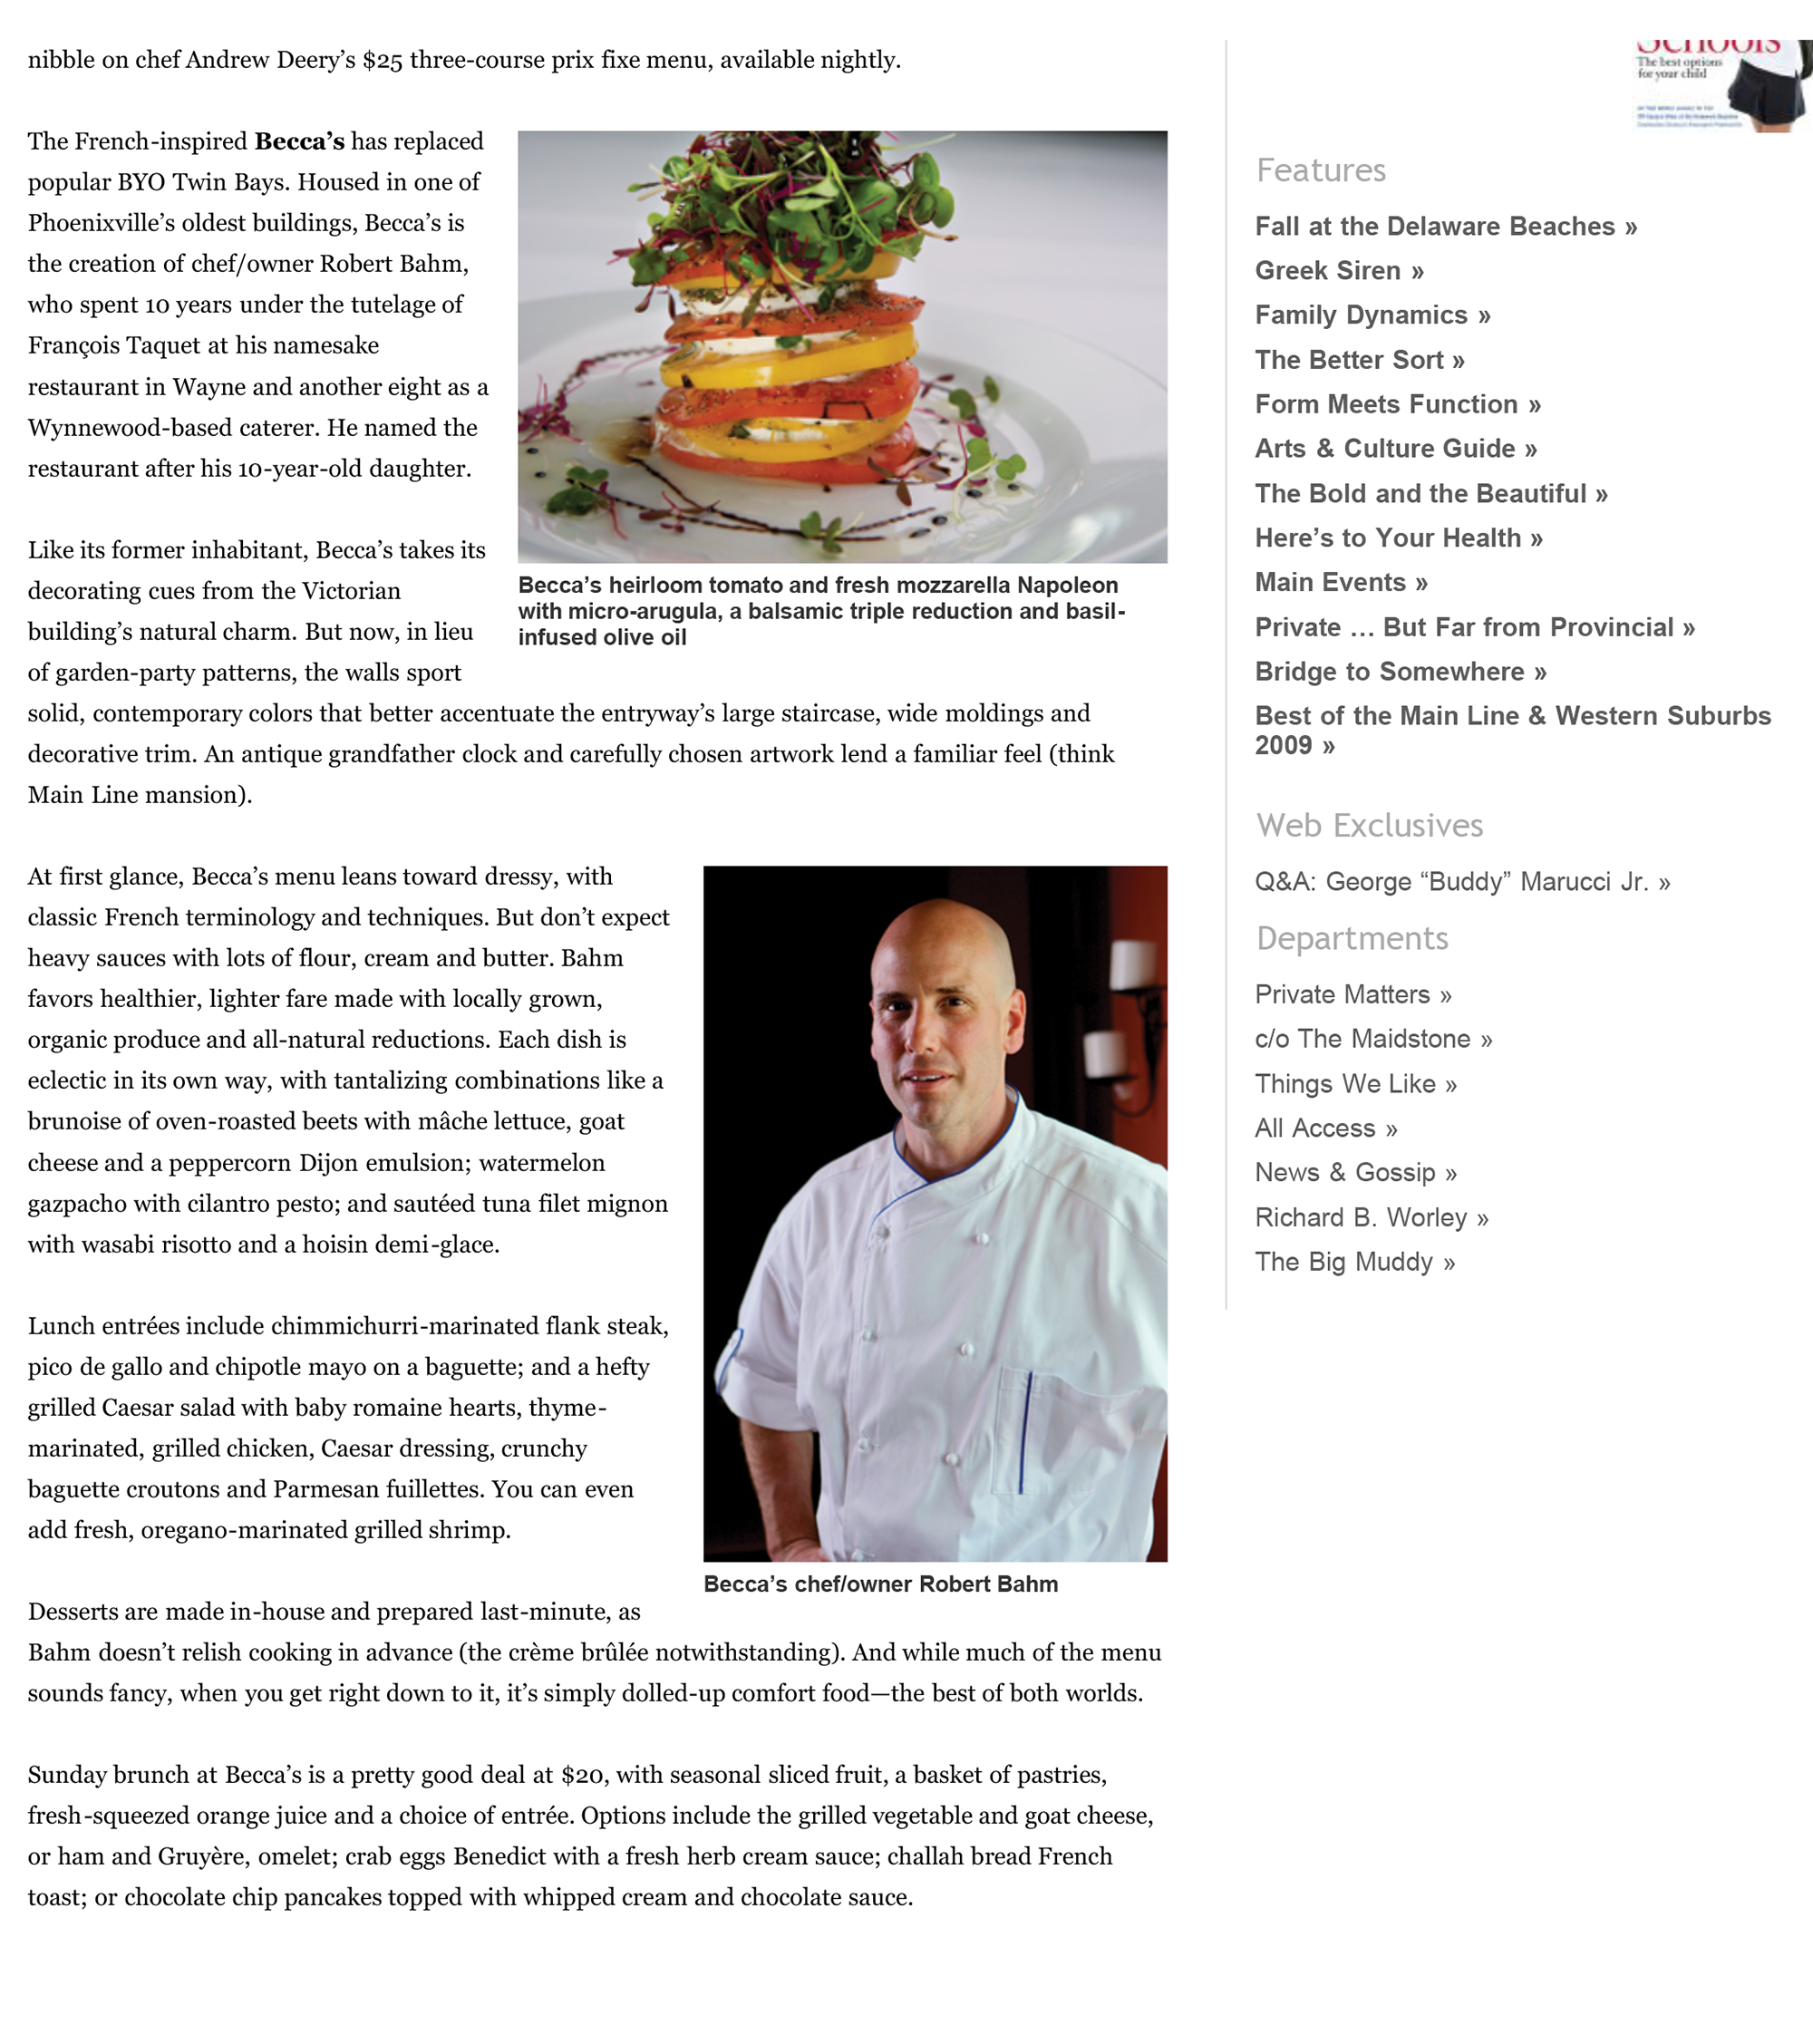 nibble on chef Andrew Deery’s $25 three-course prix fixe menu, available nightly.
The French-inspired Becca’s has replaced
popular BYO Twin Bays. Housed in one of
Phoenixville’s oldest buildings, Becca’s is
the creation of chef/owner Robert Bahm,
who spent 10 years under the tutelage of
François Taquet at his namesake
restaurant in Wayne and another eight as a
Wynnewood-based caterer. He named the
restaurant after his 10-year-old daughter.
Becca’s heirloom tomato and fresh mozzarella Napoleon
with micro-arugula, a balsamic triple reduction and basil-
infused olive oil
Like its former inhabitant, Becca’s takes its
decorating cues from the Victorian
building’s natural charm. But now, in lieu
of garden-party patterns, the walls sport
solid, contemporary colors that better accentuate the entryway’s large staircase, wide moldings and
decorative trim. An antique grandfather clock and carefully chosen artwork lend a familiar feel (think
Main Line mansion).
At first glance, Becca’s menu leans toward dressy, with
classic French terminology and techniques. But don’t expect
heavy sauces with lots of flour, cream and butter. Bahm
favors healthier, lighter fare made with locally grown,
organic produce and all-natural reductions. Each dish is
eclectic in its own way, with tantalizing combinations like a
brunoise of oven-roasted beets with mâche lettuce, goat
cheese and a peppercorn Dijon emulsion; watermelon
gazpacho with cilantro pesto; and sautéed tuna filet mignon
with wasabi risotto and a hoisin demi-glace.
Lunch entrées include chimmichurri-marinated flank steak,
pico de gallo and chipotle mayo on a baguette; and a hefty
grilled Caesar salad with baby romaine hearts, thyme-
marinated, grilled chicken, Caesar dressing, crunchy
baguette croutons and Parmesan fuillettes. You can even
add fresh, oregano-marinated grilled shrimp.
Becca’s chef/owner Robert Bahm
Desserts are made in-house and prepared last-minute, as
Bahm doesn’t relish cooking in advance (the crème brûlée notwithstanding). And while much of the menu
sounds fancy, when you get right down to it, it’s simply dolled-up comfort food—the best of both worlds.
Sunday brunch at Becca’s is a pretty good deal at $20, with seasonal sliced fruit, a basket of pastries,
fresh-squeezed orange juice and a choice of entrée. Options include the grilled vegetable and goat cheese,
or ham and Gruyère, omelet; crab eggs Benedict with a fresh herb cream sauce; challah bread French
toast; or chocolate chip pancakes topped with whipped cream and chocolate sauce.
Schools
The best options
for your child
Features
Fall at the Delaware Beaches »
Greek Siren »
Family Dynamics »
The Better Sort »
Form Meets Function »
Arts & Culture Guide »
The Bold and the Beautiful »
Here’s to Your Health »
Main Events »
Private … But Far from Provincial »
Bridge to Somewhere »
Best of the Main Line & Western Suburbs
2009 »
Web Exclusives
Q&A: George “Buddy” Marucci Jr. »
Departments
Private Matters »
c/o The Maidstone »
Things We Like »
All Access »
News & Gossip »
Richard B. Worley »
The Big Muddy »